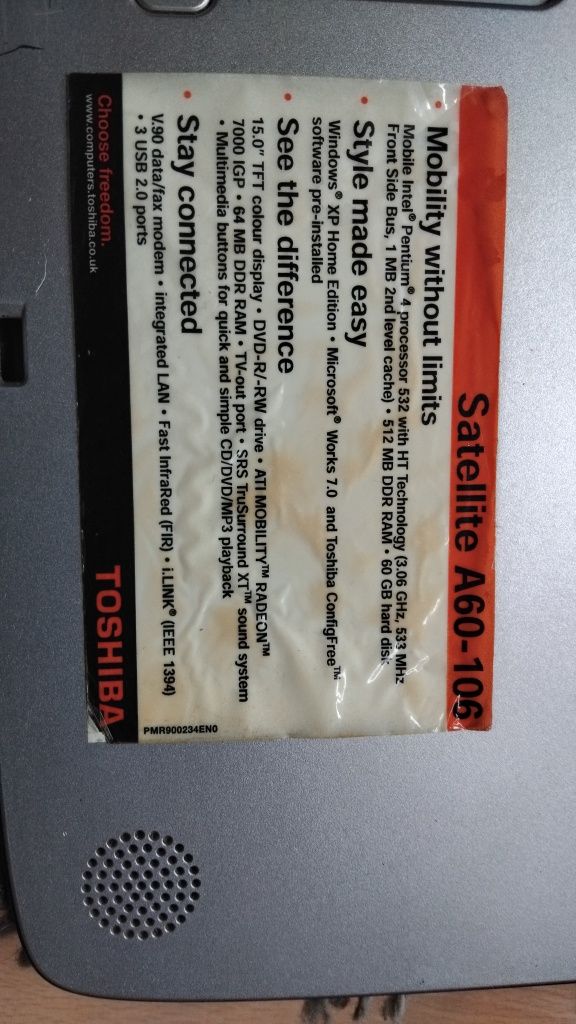 Satellite A60-106
• Mobility without limits
Mobile Intel® Pentium® 4 processor 532 with HT Technology (3.06 GHz, 533 MHz
Front Side Bus, 1 MB 2nd level cache) • 512 MB DDR RAM • 60 GB hard disk
• Style made easy
Windows® XP Home Edition • Microsoft® Works 7.0 and Toshiba ConfigFree™
software pre-installed
• See the difference
15.0" TFT colour display • DVD-R/-RW drive • ATI MOBILITY™ RADEON™
7000 IGP • 64 MB DDR RAM • TV-out port • SRS TruSurround XT™ sound system
• Multimedia buttons for quick and simple CD/DVD/MP3 playback
• Stay connected
V.90 data/fax modem • integrated LAN • Fast InfraRed (FIR) • i.LINK® (IEEE 1394)
• 3 USB 2.0 ports
PMR900234EN0
Choose freedom.
www.computers.toshiba.co.uk
TOSHIBA